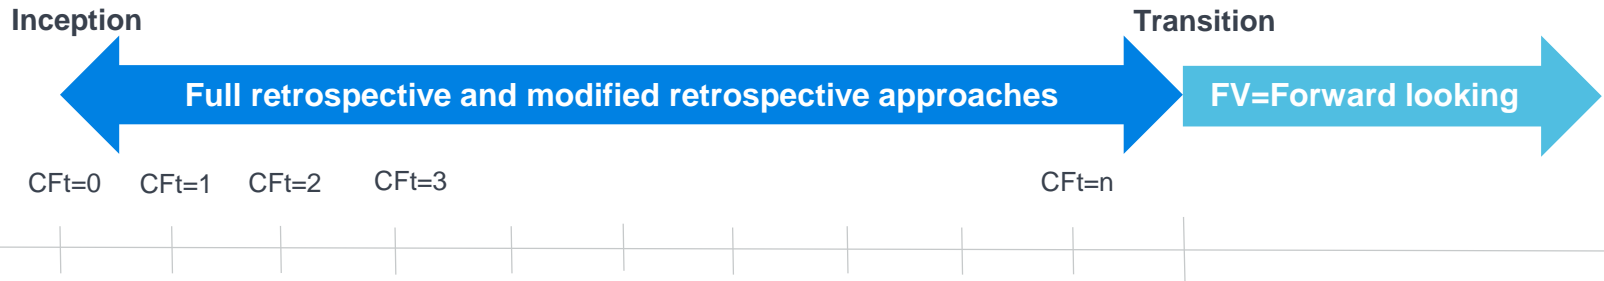 Inception
Transition
Full retrospective and modified retrospective approaches
FV=Forward looking
CFt=0
CFt=1
CFt=2
CFt=3
CFt=n